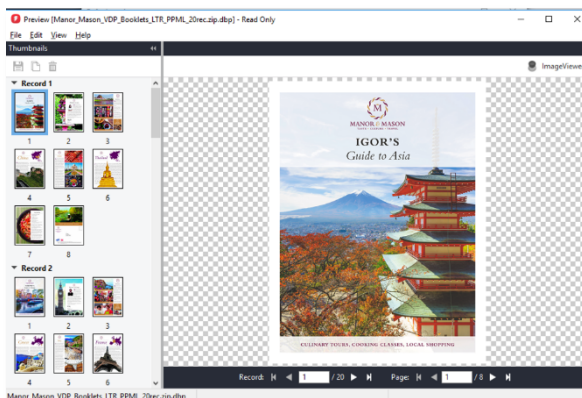 Preview [Manor_Mason_VDP_Booklets_LTR_PPML_20rec.zip.dbp] - Read Only
File Edit View Help
Thumbnails
ImageViewer
Record 1
1 2 3
4 5 6
7 8
Record 2
1 2 3
4 5 6
MANOR & MASON
IGOR'S
Guide to Asia
CULINARY TOURS, COOKING CLASSES, LOCAL SHOPPING
Record: 1 / 20 Page: 1 / 8
Manor_Mason_VDP_Booklets_LTR_PPML_20rec.zip.dbp